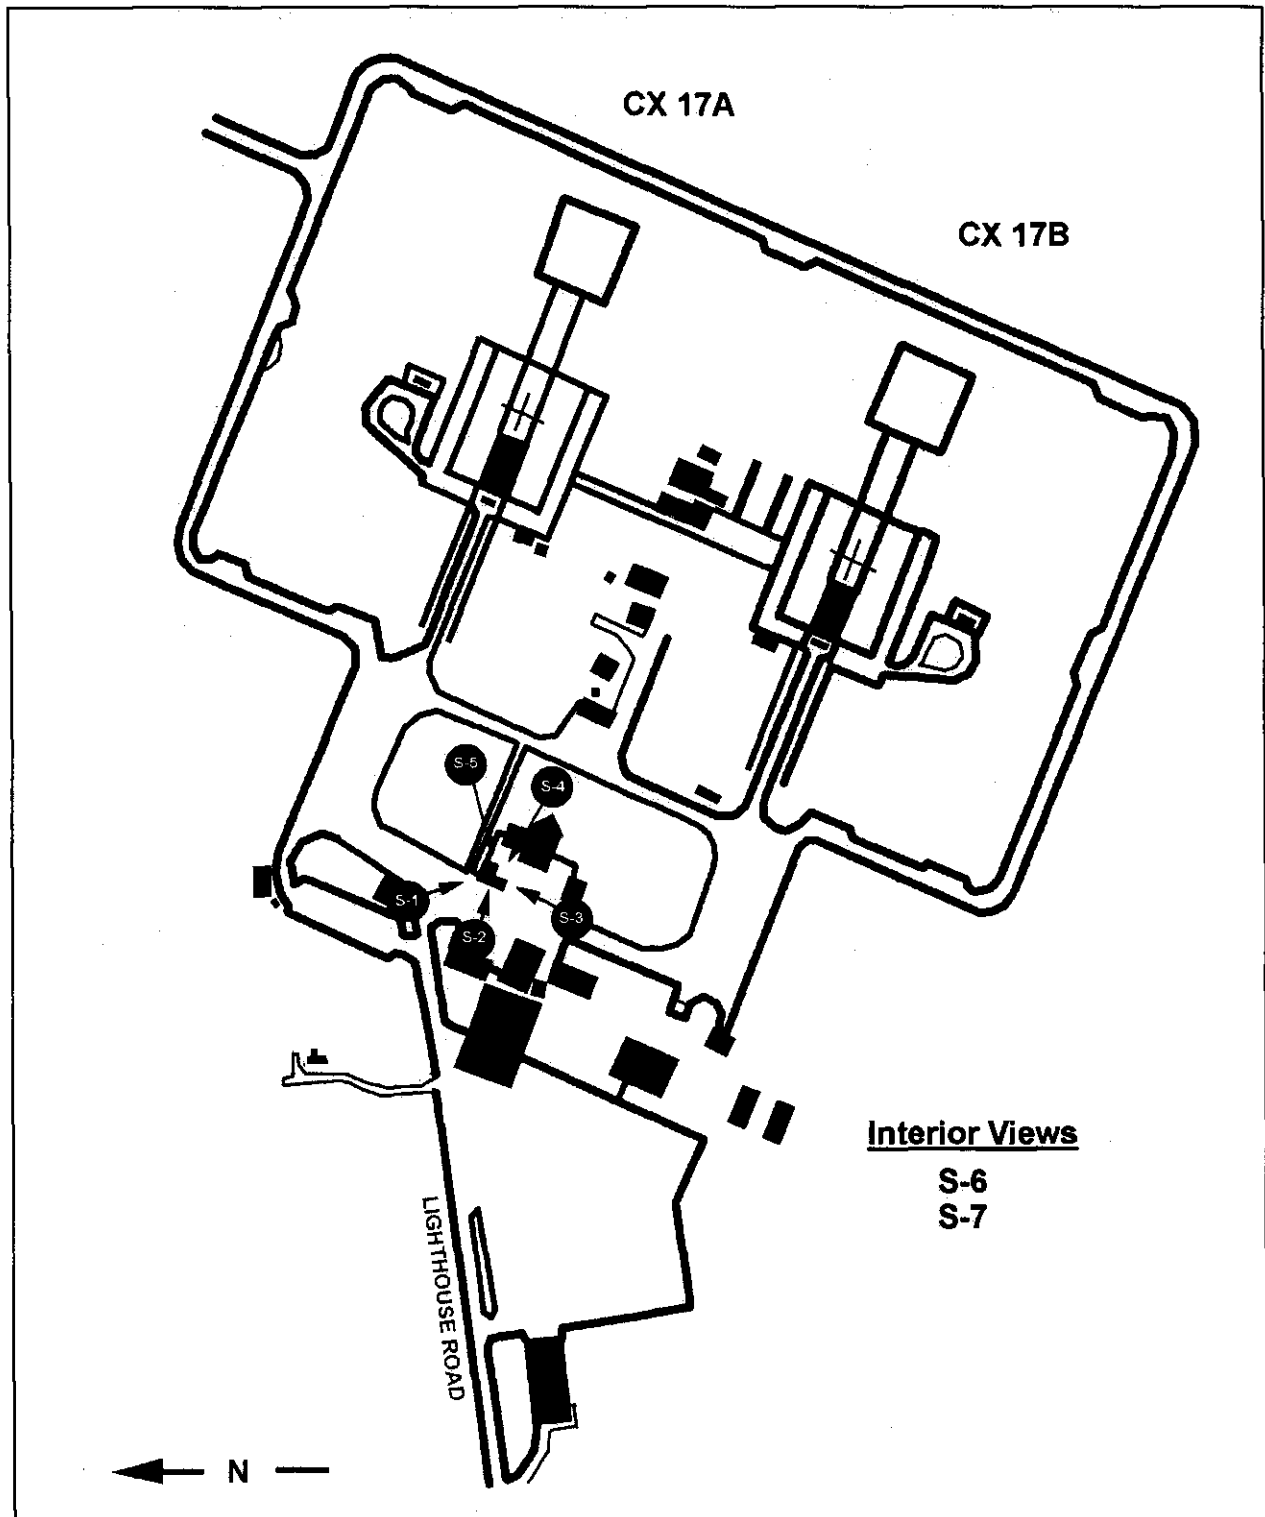 CX 17A
CX 17B
S-5
S-4
S-1
S-3
S-2
Interior Views
S-6
S-7
LIGHTHOUSE ROAD
N